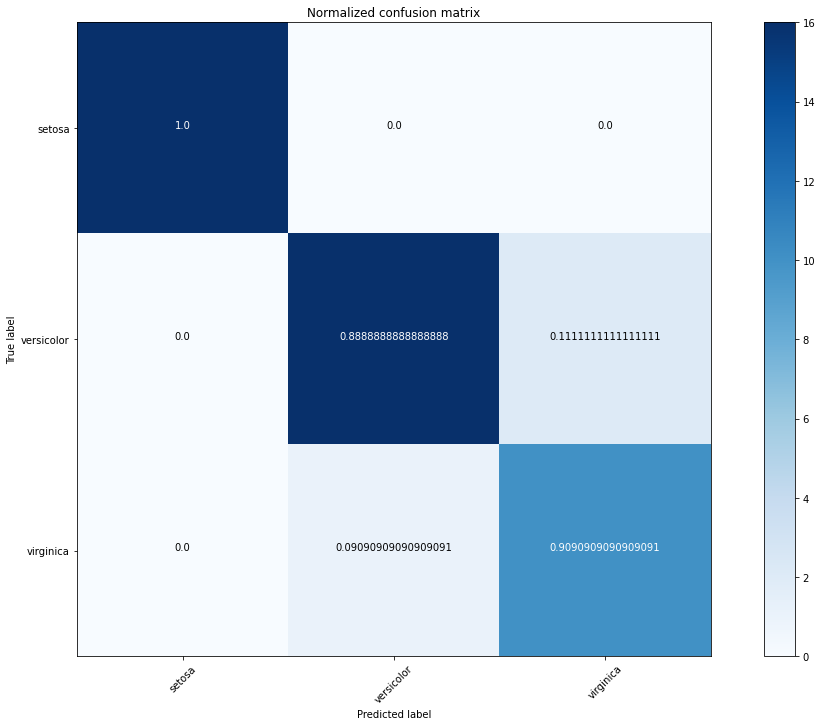 Normalized confusion matrix
True label
setosa
1.0
0.0
0.0
versicolor
0.0
0.8888888888888888
0.1111111111111111
virginica
0.0
0.09090909090909091
0.9090909090909091
setosa
versicolor
virginica
Predicted label
16
14
12
10
8
6
4
2
0